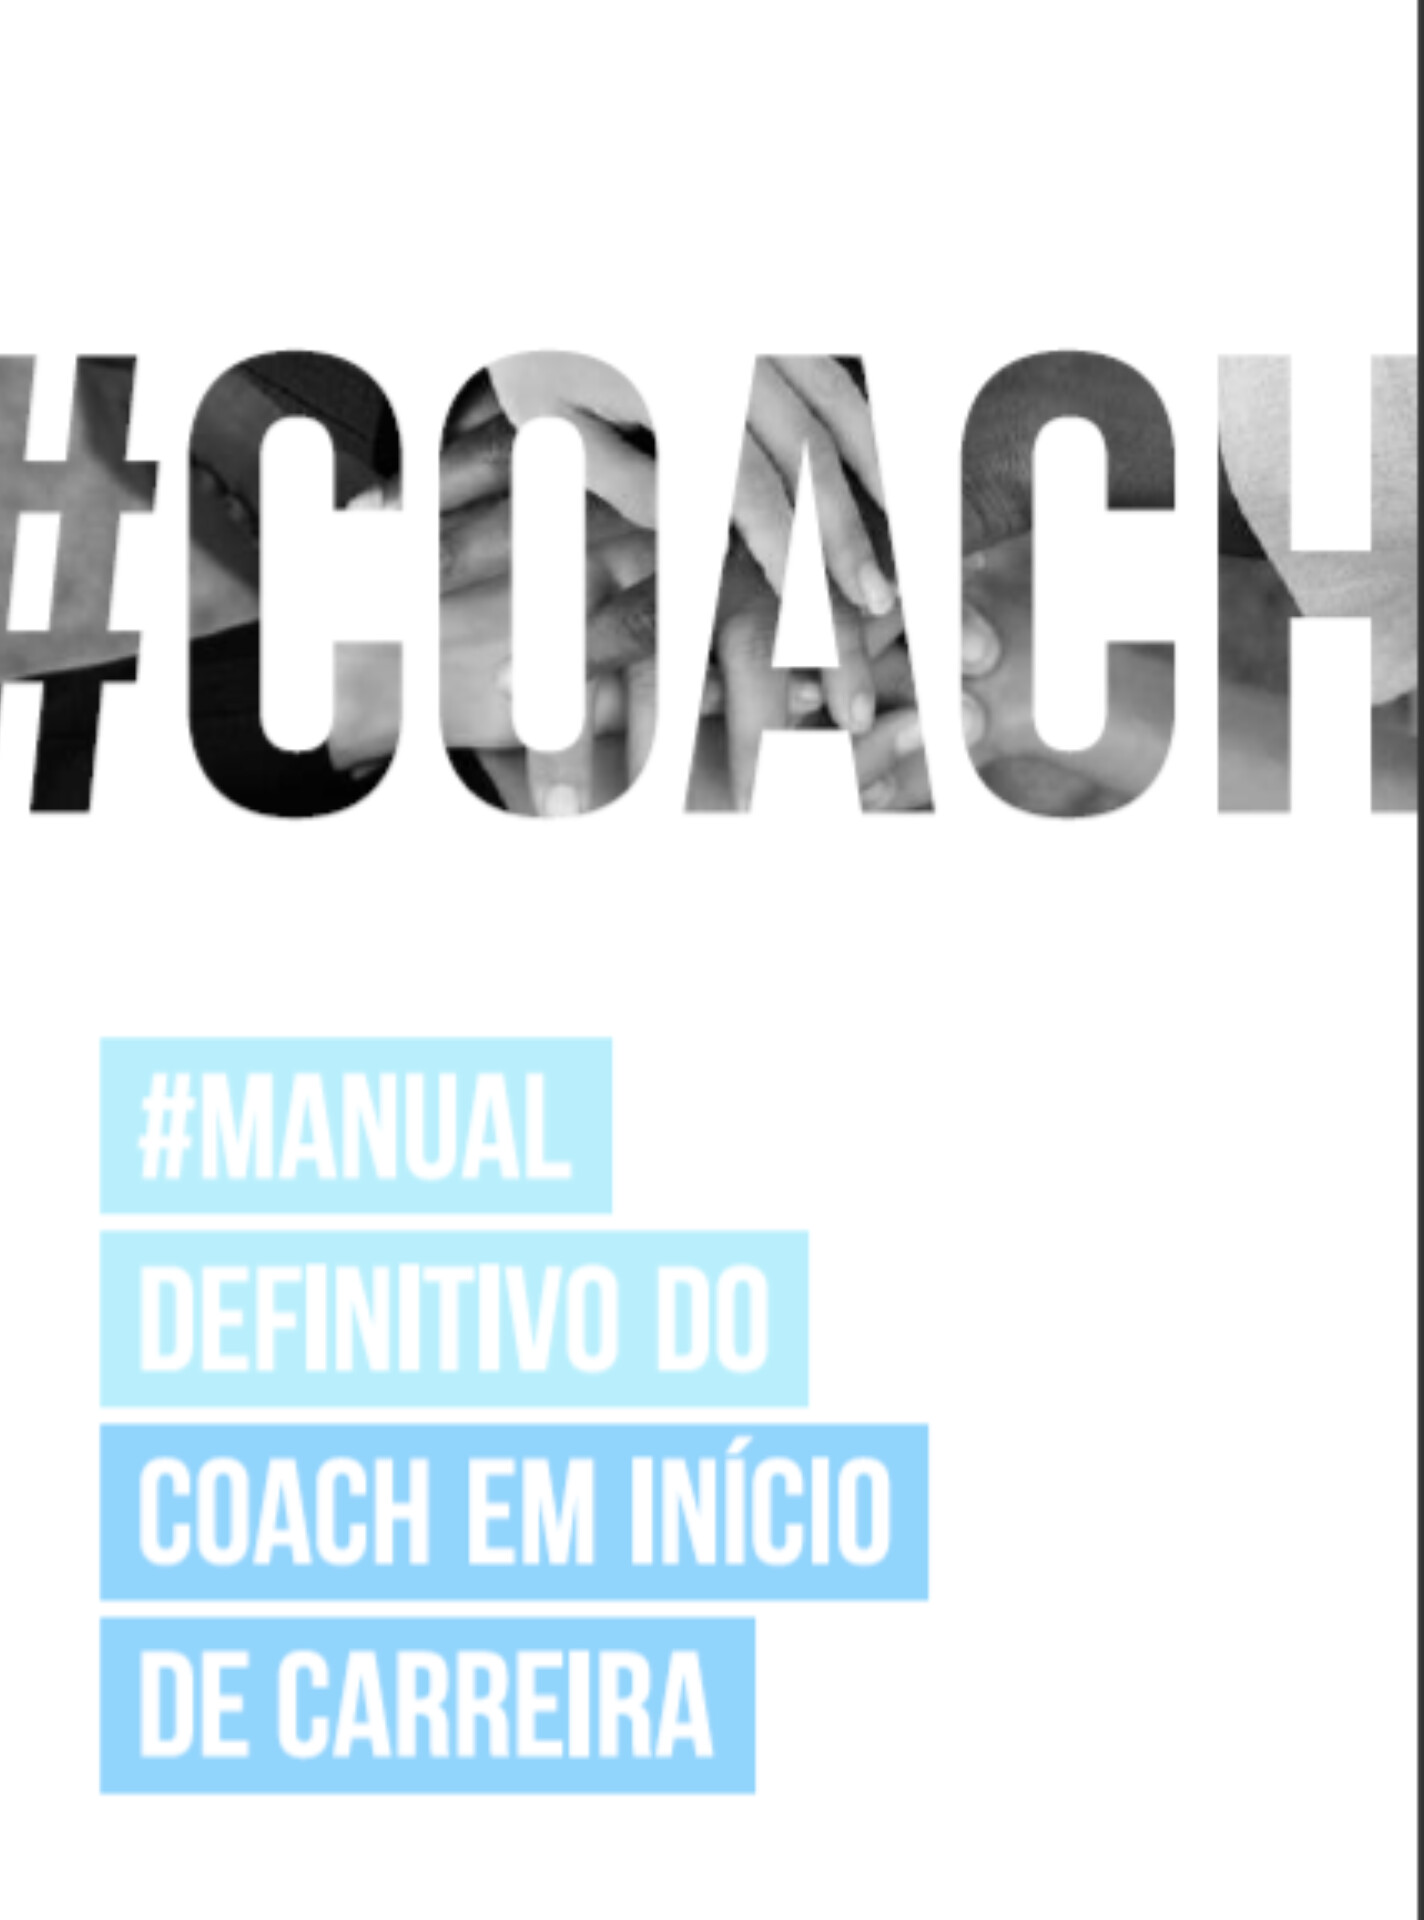 #COACH
#MANUAL
DEFINITIVO DO
COACH EM INÍCIO
DE CARREIRA